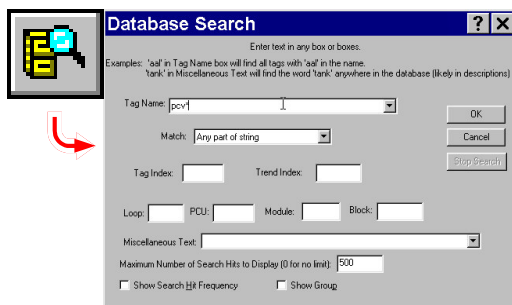 Database Search
Enter text in any box or boxes.
Examples: 'aal' in Tag Name box will find all tags with 'aal' in the name.
'tank' in Miscellaneous Text will find the word 'tank' anywhere in the database (likely in descriptions)
Tag Name: pcv*
OK
Match: Any part of string
Cancel
Stop Search
Tag Index: Trend Index:
Loop: PCU: Module: Block:
Miscellaneous Text:
Maximum Number of Search Hits to Display (0 for no limit): 500
Show Search Hit Frequency Show Group